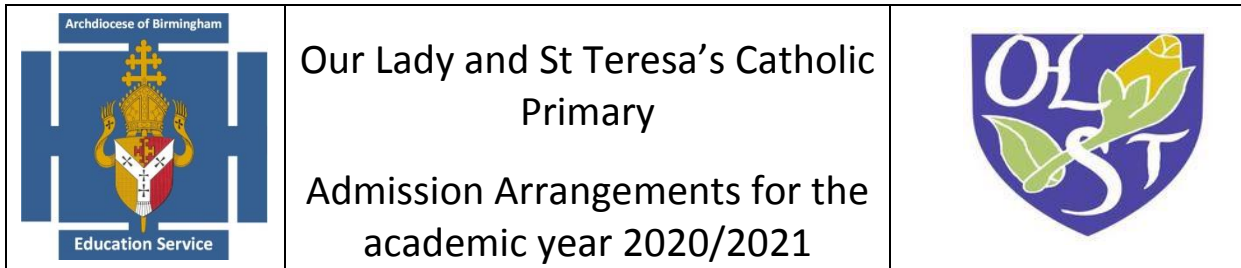 Archdiocese of Birmingham
Education Service
Our Lady and St Teresa’s Catholic
Primary
Admission Arrangements for the
academic year 2020/2021
OL
ST